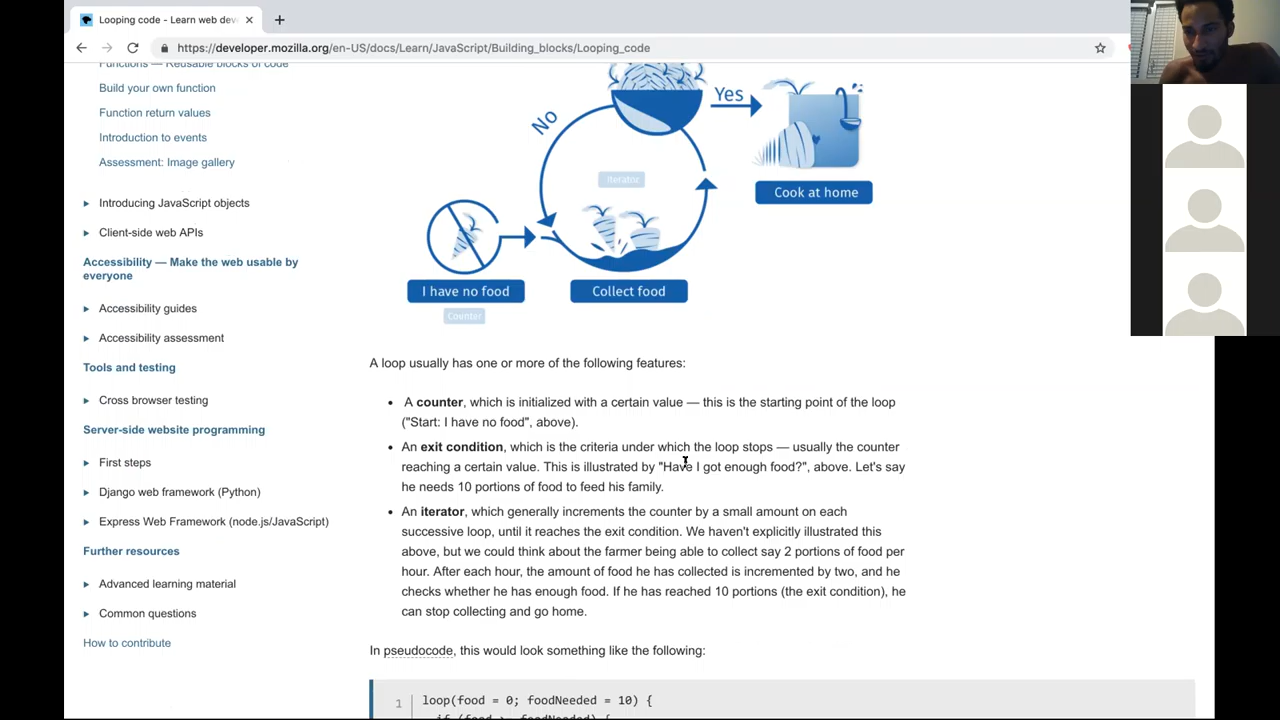 Looping code - Learn web dev
https://developer.mozilla.org/en-US/docs/Learn/JavaScript/Building_blocks/Looping_code
Functions — Reusable blocks of code
Build your own function
Function return values
Introduction to events
Assessment: Image gallery
Introducing JavaScript objects
Client-side web APIs
Accessibility — Make the web usable by
everyone
Accessibility guides
Accessibility assessment
Tools and testing
Cross browser testing
Server-side website programming
First steps
Django web framework (Python)
Express Web Framework (node.js/JavaScript)
Further resources
Advanced learning material
Common questions
How to contribute
No
Yes
Iterator
Cook at home
I have no food
Collect food
Counter
A loop usually has one or more of the following features:
A counter, which is initialized with a certain value — this is the starting point of the loop
("Start: I have no food", above).
An exit condition, which is the criteria under which the loop stops — usually the counter
reaching a certain value. This is illustrated by "Have I got enough food?", above. Let's say
he needs 10 portions of food to feed his family.
An iterator, which generally increments the counter by a small amount on each
successive loop, until it reaches the exit condition. We haven't explicitly illustrated this
above, but we could think about the farmer being able to collect say 2 portions of food per
hour. After each hour, the amount of food he has collected is incremented by two, and he
checks whether he has enough food. If he has reached 10 portions (the exit condition), he
can stop collecting and go home.
In pseudocode, this would look something like the following:
1 loop(food = 0; foodNeeded = 10) {
if (food >= foodNeeded) {